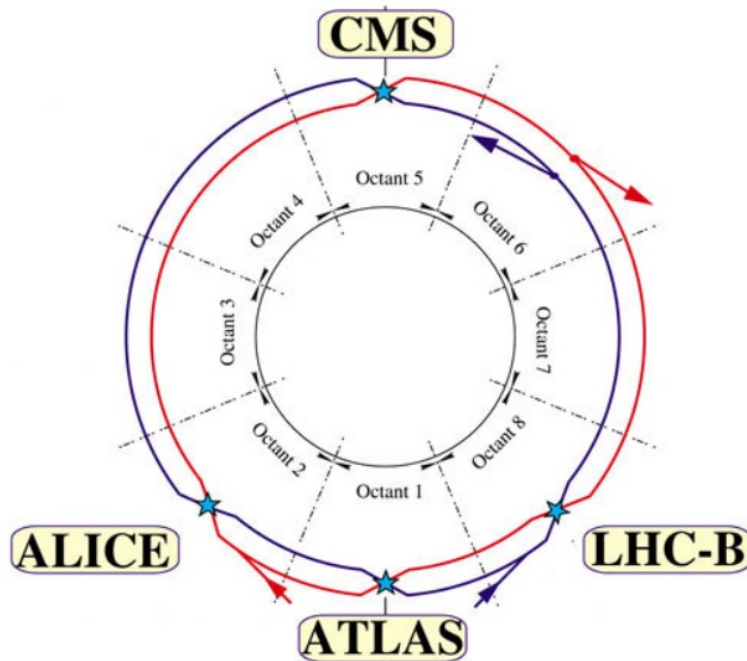 CMS
Octant 5
Octant 4
Octant 6
Octant 3
Octant 7
Octant 2
Octant 8
Octant 1
ALICE
LHC-B
ATLAS